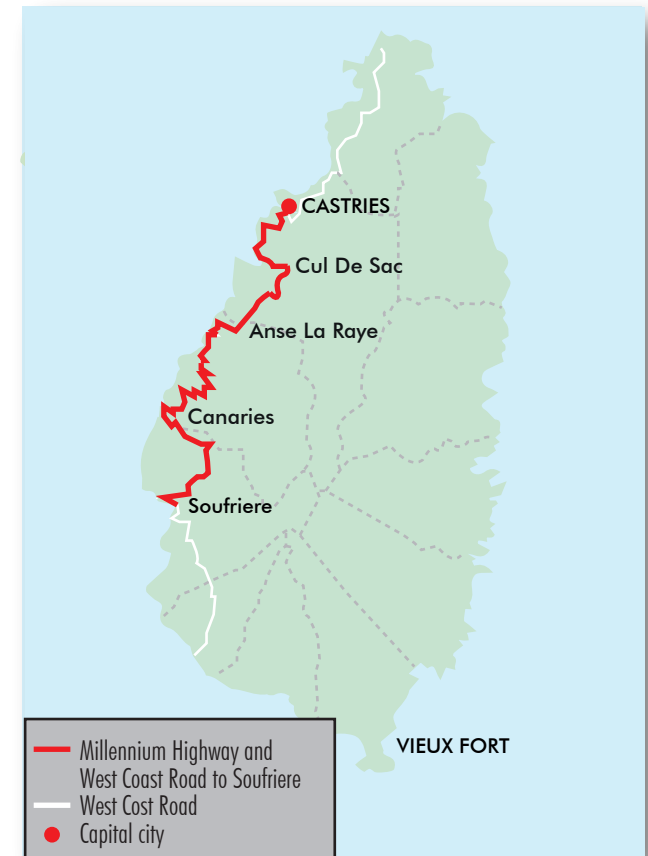 CASTRIES
Cul De Sac
Anse La Raye
Canaries
Soufriere
VIEUX FORT
Millennium Highway and
West Coast Road to Soufriere
West Cost Road
Capital city